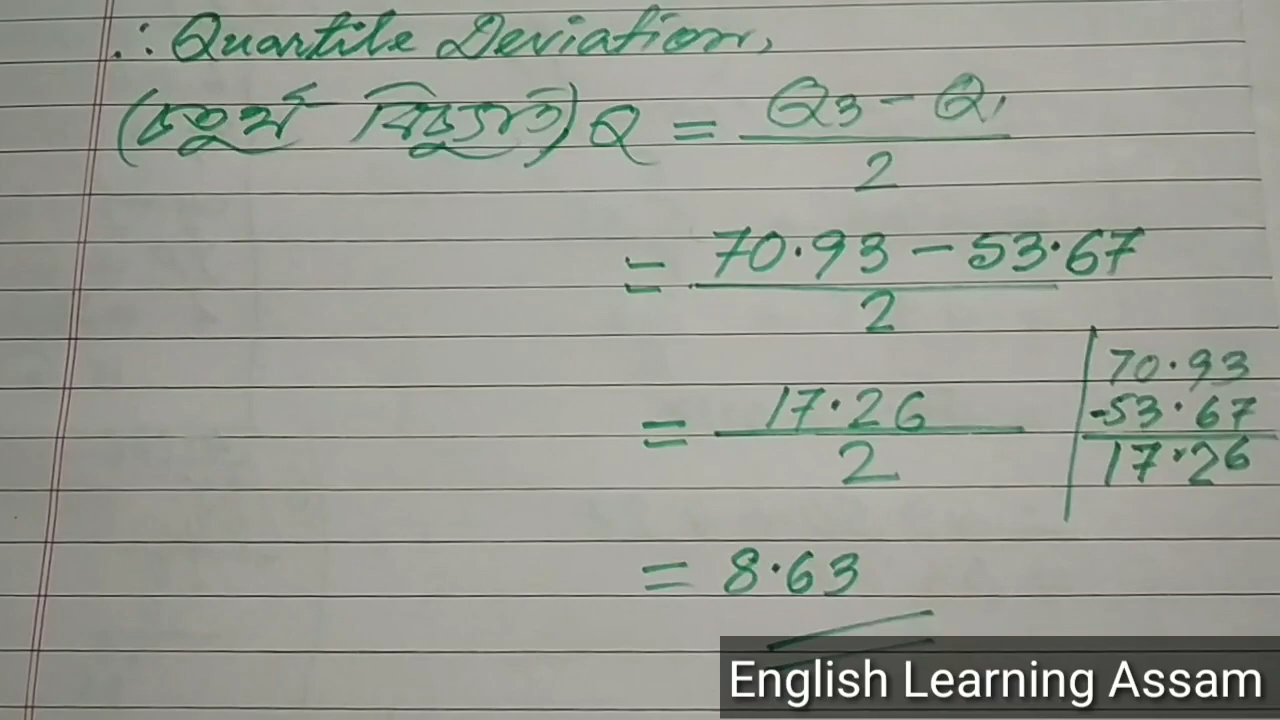 ∴ Quartile Deviation,
(চতুৰ্থ বিচ্যুতি) Q = Q3 - Q1
2
= 70.93 - 53.67
2
= 17.26
2
70.93
-53.67
17.26
= 8.63
English Learning Assam